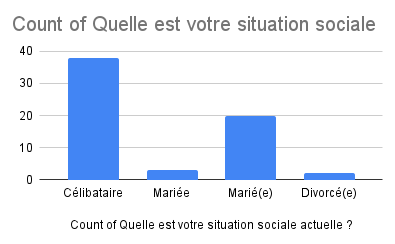 Count of Quelle est votre situation sociale
40
30
20
10
0
Célibataire Mariée Marié(e) Divorcé(e)
Count of Quelle est votre situation sociale actuelle ?